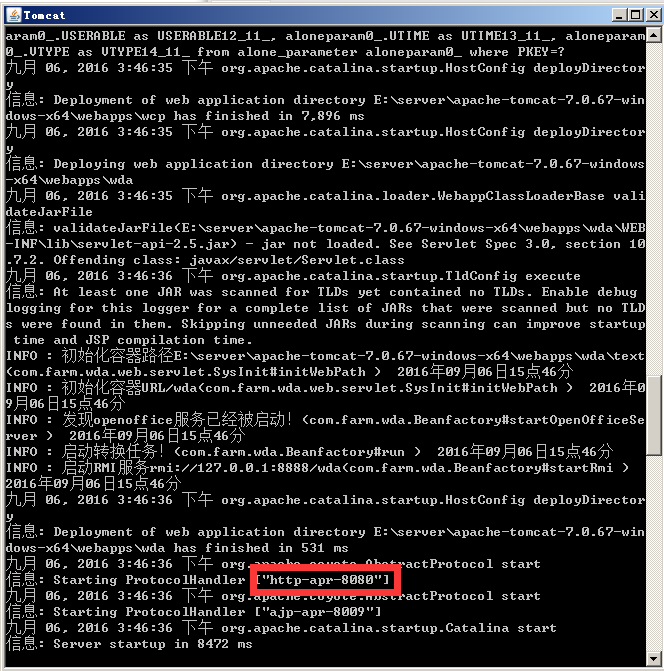 Tomcat
aram0_.USERABLE as USERABLE12_11_, aloneparam0_.UTIME as UTIME13_11_, aloneparam
0_.VTYPE as VTYPE14_11_ from alone_parameter aloneparam0_ where PKEY=?
九月 06, 2016 3:46:35 下午 org.apache.catalina.startup.HostConfig deployDirector
y
信息: Deployment of web application directory E:\server\apache-tomcat-7.0.67-win
dows-x64\webapps\wcp has finished in 7,896 ms
九月 06, 2016 3:46:35 下午 org.apache.catalina.startup.HostConfig deployDirector
y
信息: Deploying web application directory E:\server\apache-tomcat-7.0.67-windows
-x64\webapps\wda
九月 06, 2016 3:46:35 下午 org.apache.catalina.loader.WebappClassLoaderBase vali
dateJarFile
信息: validateJarFile(E:\server\apache-tomcat-7.0.67-windows-x64\webapps\wda\WEB
-INF\lib\servlet-api-2.5.jar) - jar not loaded. See Servlet Spec 3.0, section 10
.7.2. Offending class: javax/servlet/Servlet.class
九月 06, 2016 3:46:36 下午 org.apache.catalina.startup.TldConfig execute
信息: At least one JAR was scanned for TLDs yet contained no TLDs. Enable debug
logging for this logger for a complete list of JARs that were scanned but no TLD
s were found in them. Skipping unneeded JARs during scanning can improve startup
time and JSP compilation time.
INFO : 初始化容器路径E:\server\apache-tomcat-7.0.67-windows-x64\webapps\wda\text
(com.farm.wda.web.servlet.SysInit#initWebPath ) 2016年09月06日15点46分
INFO : 初始化容器URL/wda(com.farm.wda.web.servlet.SysInit#initWebPath ) 2016年0
9月06日15点46分
INFO : 发现openoffice服务已经被启动! (com.farm.wda.Beanfactory#startOpenOfficeSe
rver ) 2016年09月06日15点46分
INFO : 启动转换任务! (com.farm.wda.Beanfactory#run ) 2016年09月06日15点46分
INFO : 启动RMI服务rmi://127.0.0.1:8888/wda(com.farm.wda.Beanfactory#startRmi )
2016年09月06日15点46分
九月 06, 2016 3:46:36 下午 org.apache.catalina.startup.HostConfig deployDirector
y
信息: Deployment of web application directory E:\server\apache-tomcat-7.0.67-win
dows-x64\webapps\wda has finished in 531 ms
九月 06, 2016 3:46:36 下午 org.apache.coyote.AbstractProtocol start
信息: Starting ProtocolHandler ["http-apr-8080"]
九月 06, 2016 3:46:36 下午 org.apache.coyote.AbstractProtocol start
信息: Starting ProtocolHandler ["ajp-apr-8009"]
九月 06, 2016 3:46:36 下午 org.apache.catalina.startup.Catalina start
信息: Server startup in 8472 ms